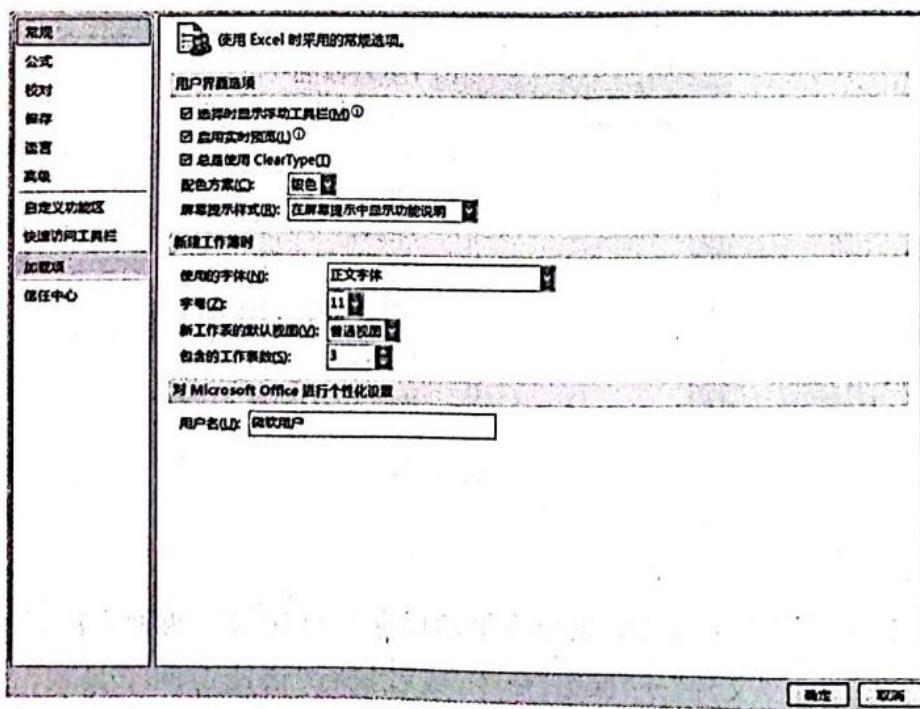 常规
公式
校对
保存
语言
高级
自定义功能区
快速访问工具栏
加载项
信任中心
使用 Excel 时采用的常规选项。
用户界面选项
选择时显示浮动工具栏(M)
启用实时预览(L)
总是使用 ClearType(T)
配色方案(C): 银色
屏幕提示样式(R): 在屏幕提示中显示功能说明
新建工作簿时
使用的字体(N): 正文字体
字号(Z): 11
新工作表的默认视图(V): 普通视图
包含的工作表数(S): 3
对 Microsoft Office 进行个性化设置
用户名(U): 微软用户
确定 取消